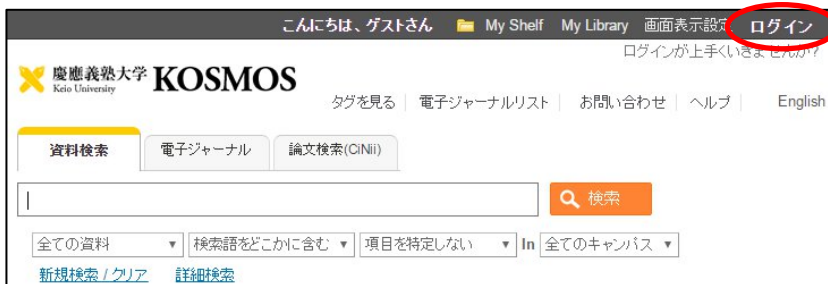 こんにちは、ゲストさん My Shelf My Library 画面表示設定 ログイン
ログインが上手くいきませんか?
慶應義塾大学 KOSMOS
Keio University
タグを見る 電子ジャーナルリスト お問い合わせ ヘルプ English
資料検索 電子ジャーナル 論文検索(CiNii)
検索
全ての資料 検索語をどこかに含む 項目を特定しない In 全てのキャンパス
新規検索 / クリア 詳細検索